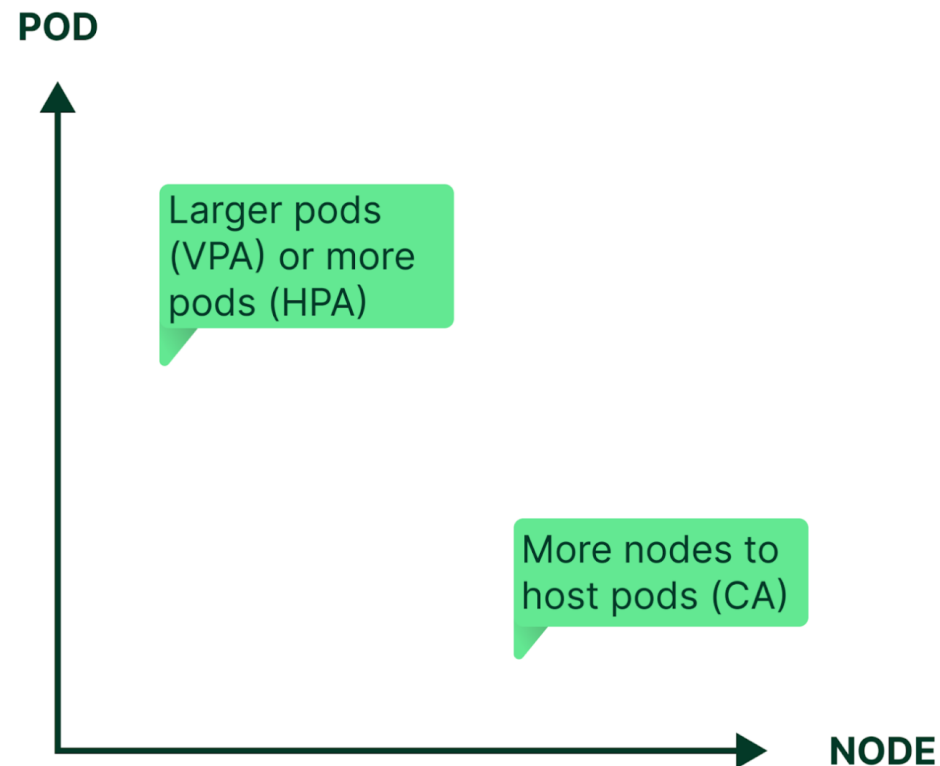 POD
Larger pods
(VPA) or more
pods (HPA)
More nodes to
host pods (CA)
NODE